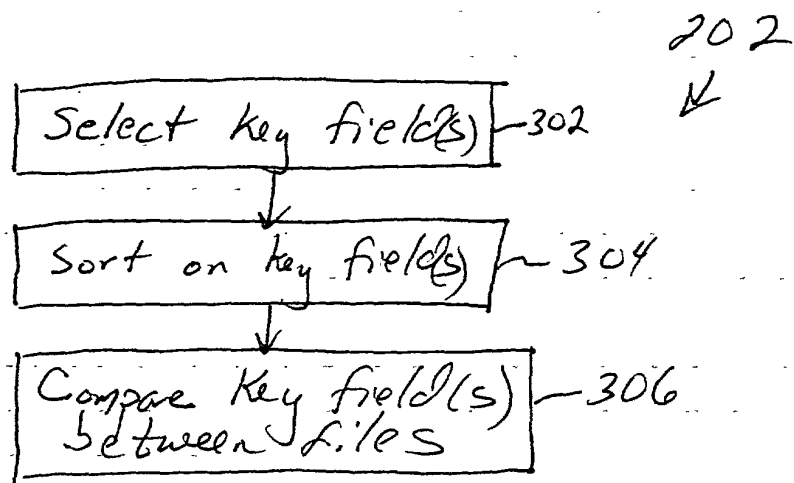 202
Select key field(s) 302
Sort on key field(s) 304
Compare key field(s) 306
between files